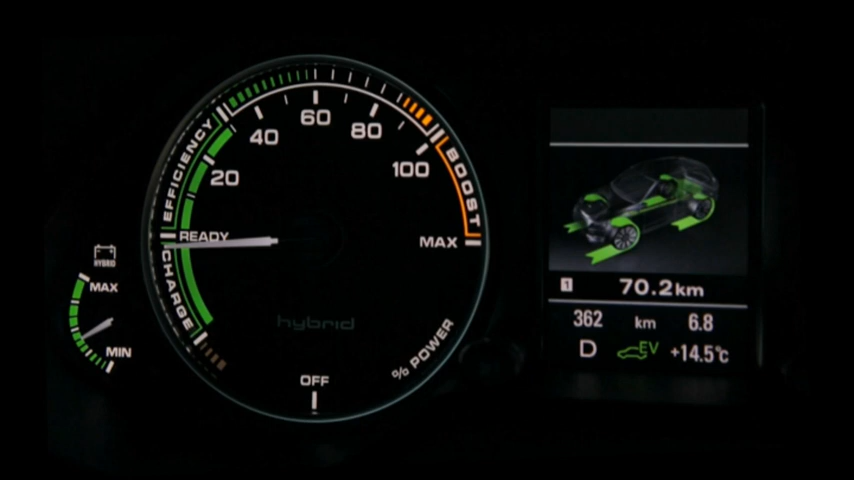 60
40 80
20 100
EFFICIENCY
BOOST
READY
MAX
CHARGE
hybrid
% POWER
OFF
HYBRID
MAX
MIN
1 70.2km
362 km 6.8
D EV +14.5°c